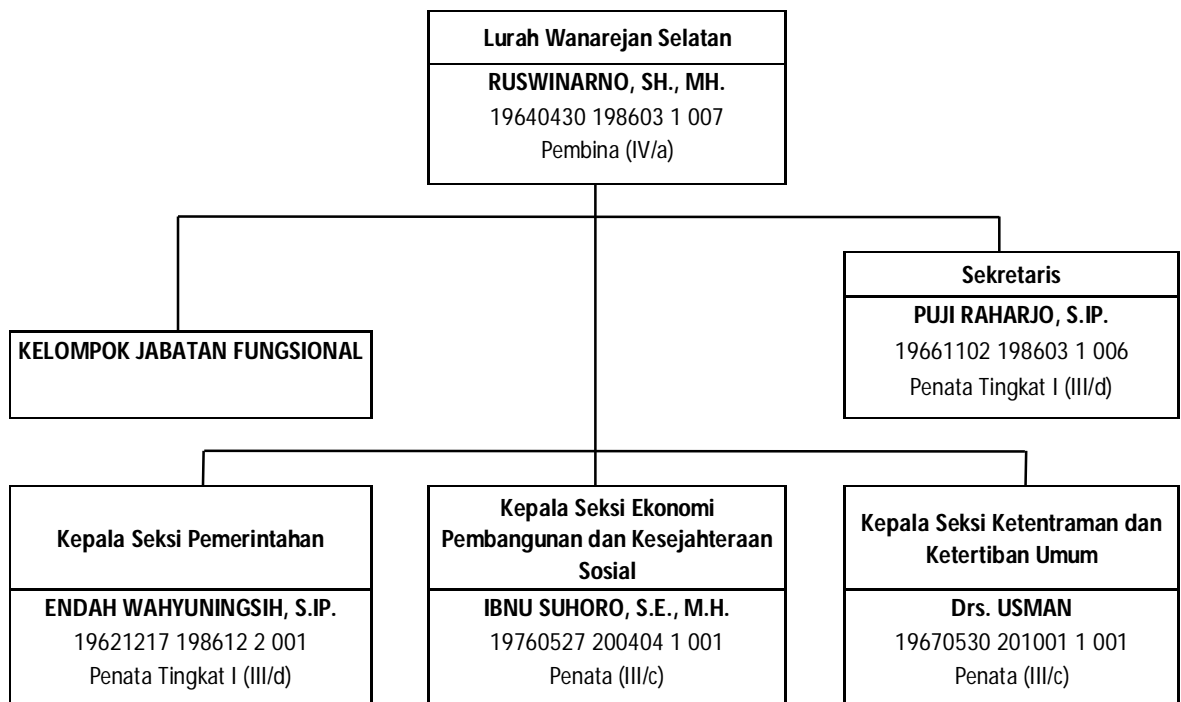 Lurah Wanarejan Selatan
RUSWINARNO, SH., MH.
19640430 198603 1 007
Pembina (IV/a)
Sekretaris
PUJI RAHARJO, S.IP.
19661102 198603 1 006
Penata Tingkat I (III/d)
KELOMPOK JABATAN FUNGSIONAL
Kepala Seksi Pemerintahan
ENDAH WAHYUNINGSIH, S.IP.
19621217 198612 2 001
Penata Tingkat I (III/d)
Kepala Seksi Ekonomi
Pembangunan dan Kesejahteraan
Sosial
IBNU SUHORO, S.E., M.H.
19760527 200404 1 001
Penata (III/c)
Kepala Seksi Ketentraman dan
Ketertiban Umum
Drs. USMAN
19670530 201001 1 001
Penata (III/c)